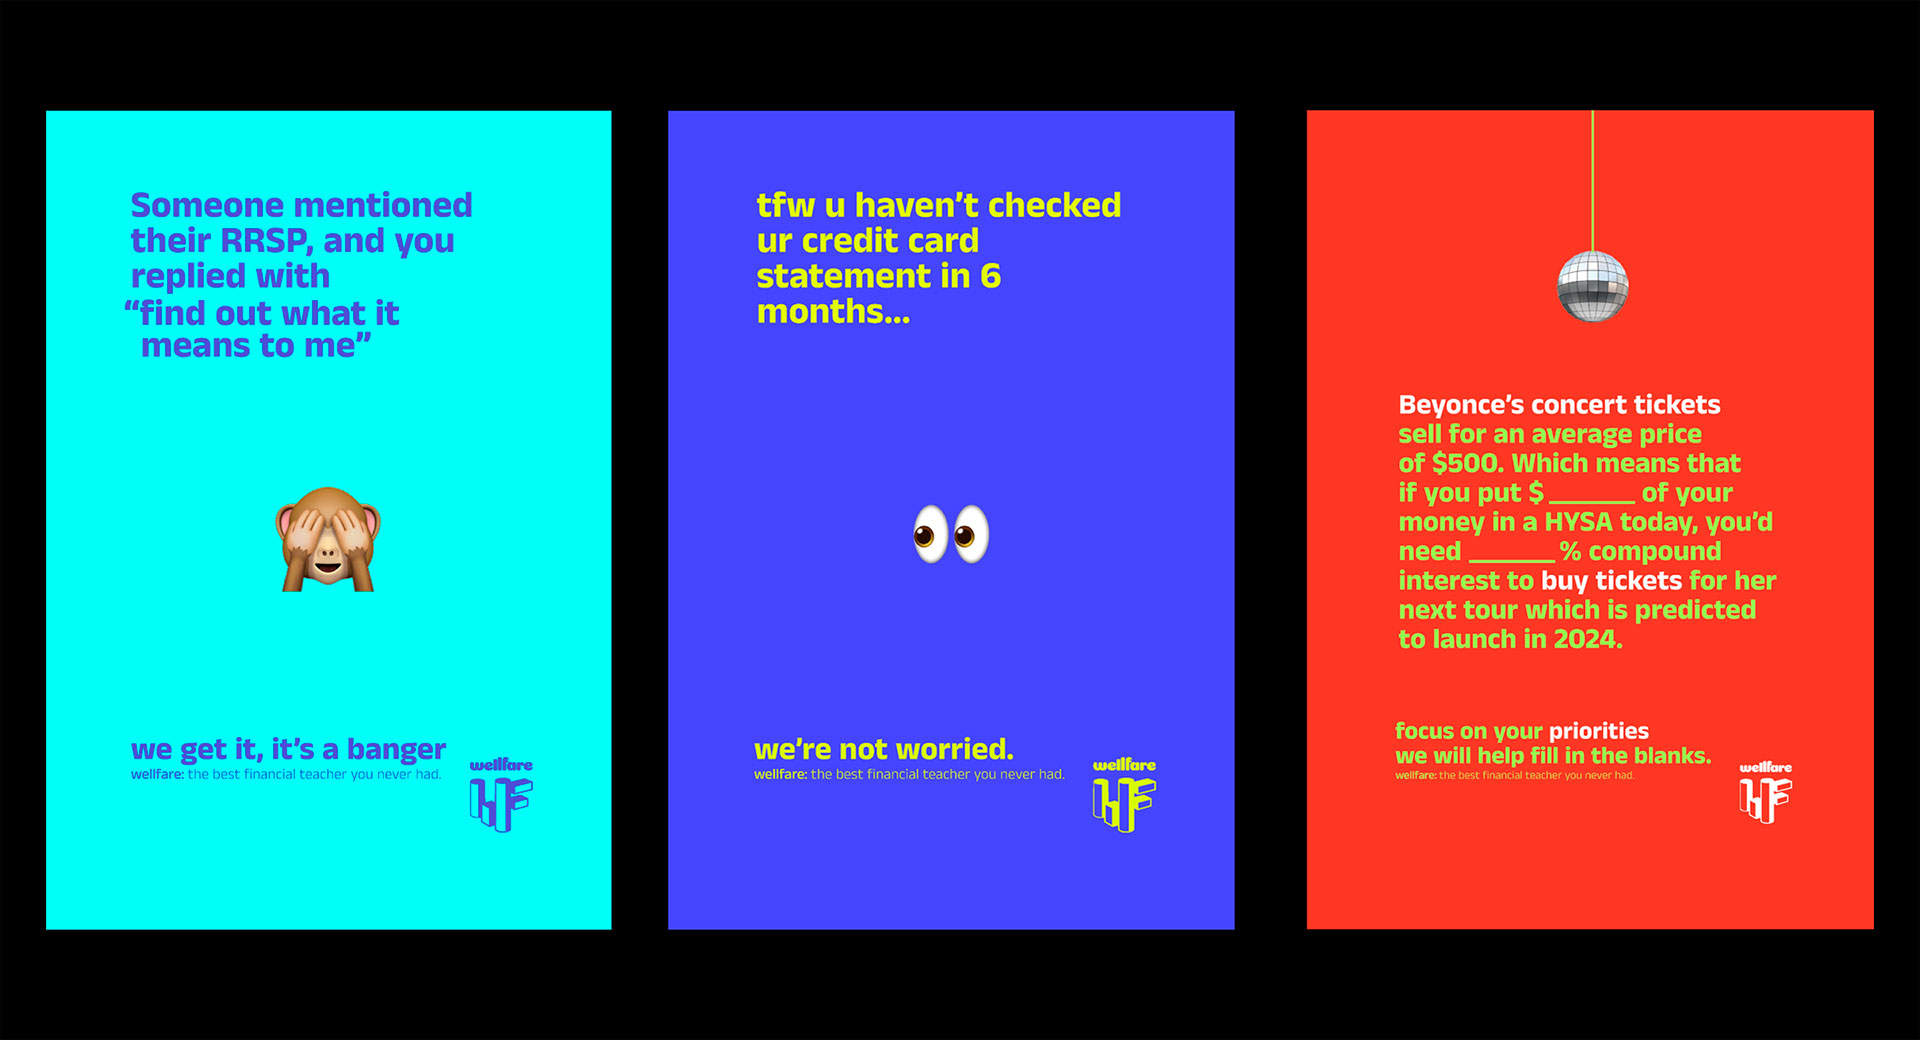 Someone mentioned
their RRSP, and you
replied with
“find out what it
means to me”
we get it, it’s a banger
wellfare: the best financial teacher you never had.
wellfare
WF
tfw u haven’t checked
ur credit card
statement in 6
months...
we’re not worried.
wellfare: the best financial teacher you never had.
wellfare
WF
Beyonce’s concert tickets
sell for an average price
of $500. Which means that
if you put $ ______ of your
money in a HYSA today, you’d
need ______ % compound
interest to buy tickets for her
next tour which is predicted
to launch in 2024.
focus on your priorities
we will help fill in the blanks.
wellfare: the best financial teacher you never had.
wellfare
WF